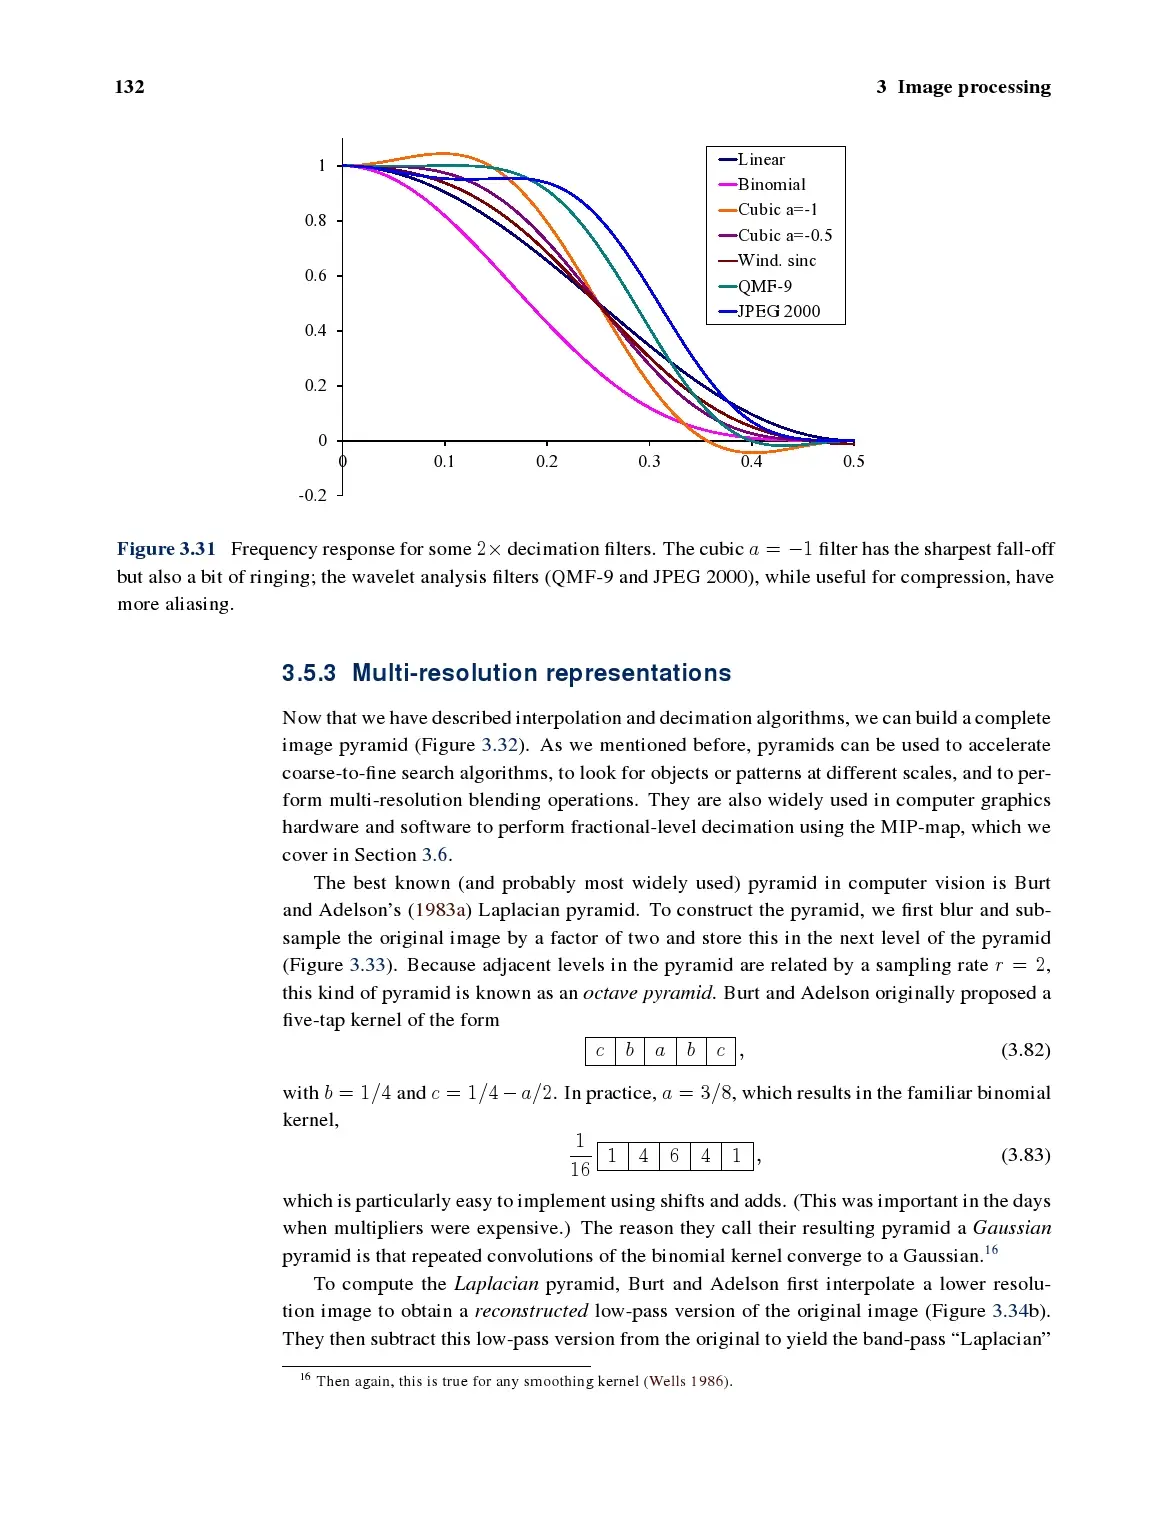 132
3 Image processing
1
0.8
0.6
0.4
0.2
0
-0.2
0 0.1 0.2 0.3 0.4 0.5
Linear
Binomial
Cubic a=-1
Cubic a=-0.5
Wind. sinc
QMF-9
JPEG 2000
Figure 3.31 Frequency response for some 2× decimation filters. The cubic a = −1 filter has the sharpest fall-off
but also a bit of ringing; the wavelet analysis filters (QMF-9 and JPEG 2000), while useful for compression, have
more aliasing.
3.5.3 Multi-resolution representations
Now that we have described interpolation and decimation algorithms, we can build a complete
image pyramid (Figure 3.32). As we mentioned before, pyramids can be used to accelerate
coarse-to-fine search algorithms, to look for objects or patterns at different scales, and to per-
form multi-resolution blending operations. They are also widely used in computer graphics
hardware and software to perform fractional-level decimation using the MIP-map, which we
cover in Section 3.6.
The best known (and probably most widely used) pyramid in computer vision is Burt
and Adelson's (1983a) Laplacian pyramid. To construct the pyramid, we first blur and sub-
sample the original image by a factor of two and store this in the next level of the pyramid
(Figure 3.33). Because adjacent levels in the pyramid are related by a sampling rate r = 2,
this kind of pyramid is known as an octave pyramid. Burt and Adelson originally proposed a
five-tap kernel of the form
c b a b c , (3.82)
with b = 1/4 and c = 1/4 − a/2. In practice, a = 3/8, which results in the familiar binomial
kernel,
1/16 1 4 6 4 1 , (3.83)
which is particularly easy to implement using shifts and adds. (This was important in the days
when multipliers were expensive.) The reason they call their resulting pyramid a Gaussian
pyramid is that repeated convolutions of the binomial kernel converge to a Gaussian.16
To compute the Laplacian pyramid, Burt and Adelson first interpolate a lower resolu-
tion image to obtain a reconstructed low-pass version of the original image (Figure 3.34b).
They then subtract this low-pass version from the original to yield the band-pass “Laplacian”
16 Then again, this is true for any smoothing kernel (Wells 1986).